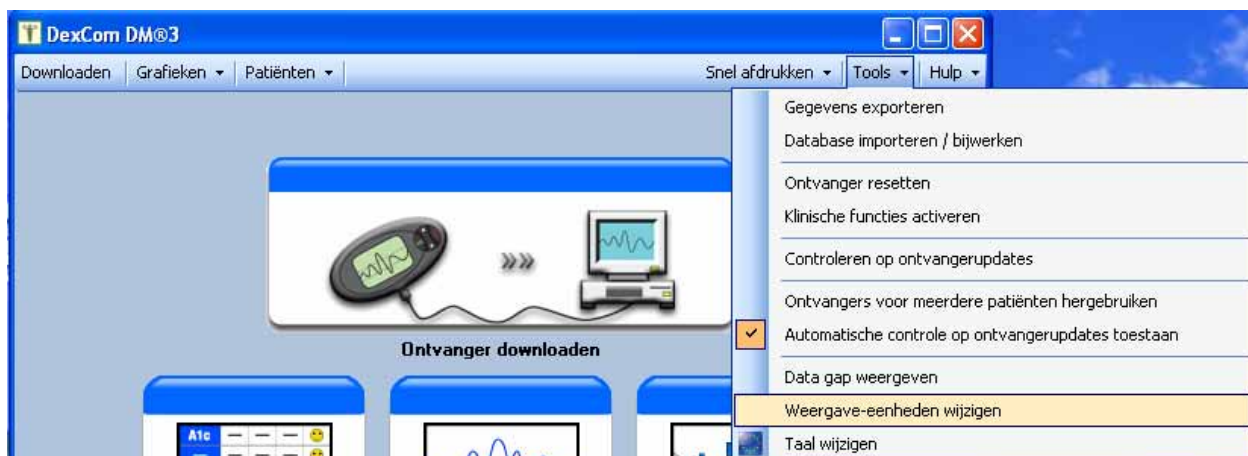 DexCom DM®3
Downloaden Grafieken Patiënten Snel afdrukken Tools Hulp
Gegevens exporteren
Database importeren / bijwerken
Ontvanger resetten
Klinische functies activeren
Controleren op ontvangerupdates
Ontvangers voor meerdere patiënten hergebruiken
Automatische controle op ontvangerupdates toestaan
Data gap weergeven
Weergave-eenheden wijzigen
Taal wijzigen
Ontvanger downloaden
A1c